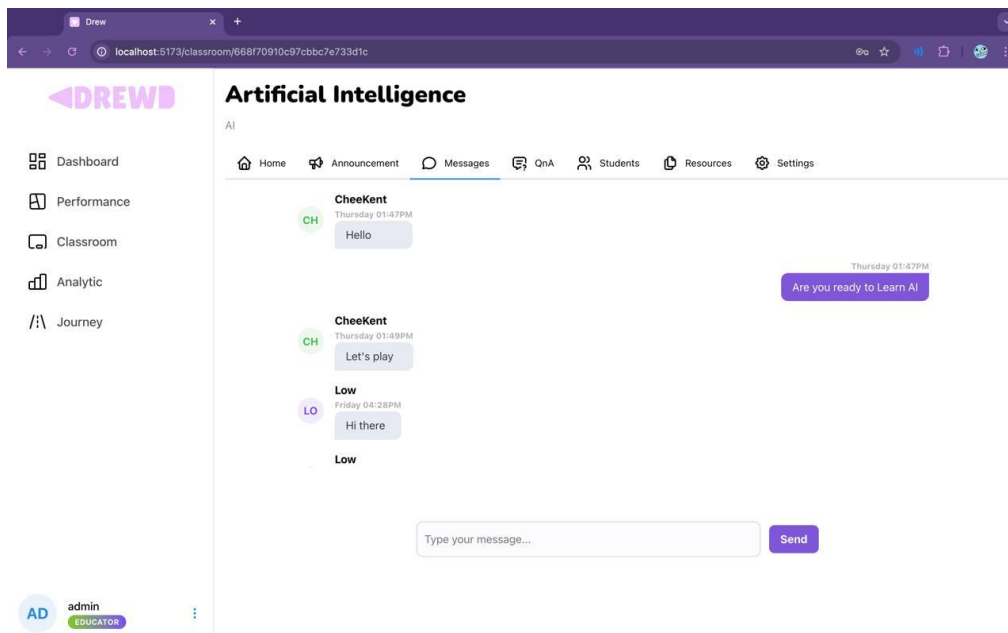 Drew
localhost:5173/classroom/668f70910c97cbbc7e733d1c
DREWD
Dashboard
Performance
Classroom
Analytic
Journey
admin
AD
EDUCATOR
Artificial Intelligence
AI
Home Announcement Messages QnA Students Resources Settings
CheeKent
Thursday 01:47PM
CH
Hello
Thursday 01:47PM
Are you ready to Learn AI
CheeKent
Thursday 01:49PM
CH
Let's play
Low
Friday 04:28PM
LO
Hi there
Low
Type your message...
Send